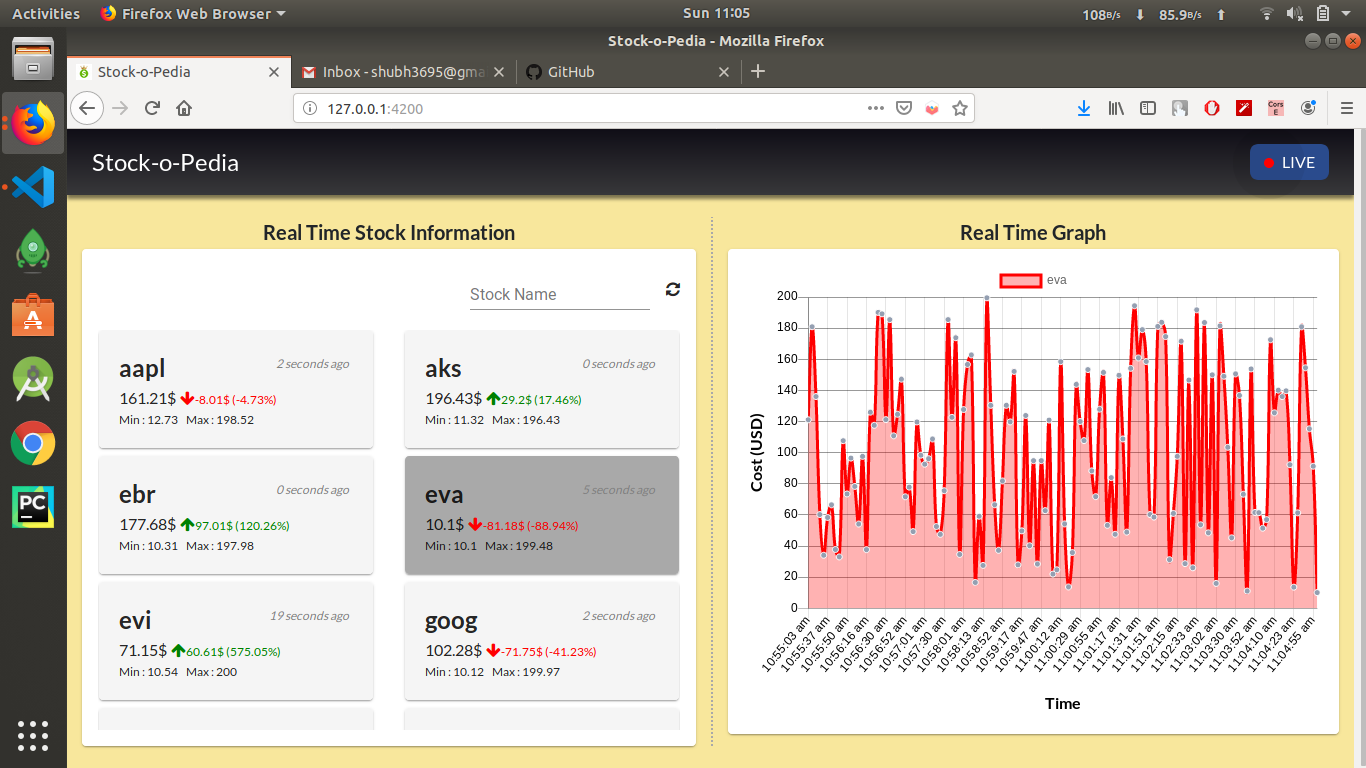 Activities Firefox Web Browser Sun 11:05 108B/s 85.9B/s
Stock-o-Pedia - Mozilla Firefox
Stock-o-Pedia Inbox - shubh3695@gma GitHub
127.0.0.1:4200
Cors E
Stock-o-Pedia LIVE
Real Time Stock Information
Stock Name
aapl 2 seconds ago
161.21$ -8.01$ (-4.73%)
Min : 12.73 Max : 198.52
aks 0 seconds ago
196.43$ 29.2$ (17.46%)
Min : 11.32 Max : 196.43
ebr 0 seconds ago
177.68$ 97.01$ (120.26%)
Min : 10.31 Max : 197.98
eva 5 seconds ago
10.1$ -81.18$ (-88.94%)
Min : 10.1 Max : 199.48
evi 19 seconds ago
71.15$ 60.61$ (575.05%)
Min : 10.54 Max : 200
goog 2 seconds ago
102.28$ -71.75$ (-41.23%)
Min : 10.12 Max : 199.97
Real Time Graph
eva
Cost (USD)
200
180
160
140
120
100
80
60
40
20
0
10:55:03 am
10:55:37 am
10:55:50 am
10:56:16 am
10:56:30 am
10:56:52 am
10:57:01 am
10:57:30 am
10:58:01 am
10:58:13 am
10:58:52 am
10:59:17 am
10:59:47 am
11:00:12 am
11:00:29 am
11:00:55 am
11:01:17 am
11:01:31 am
11:01:51 am
11:02:15 am
11:02:33 am
11:03:02 am
11:03:30 am
11:03:52 am
11:04:10 am
11:04:23 am
11:04:55 am
Time
PC